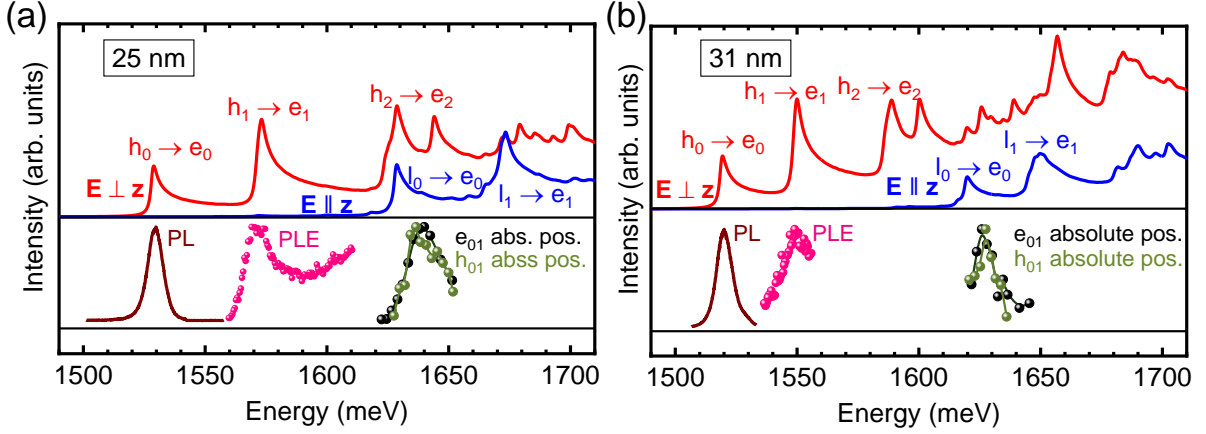 (a)
25 nm
h₀ → e₀
h₁ → e₁
h₂ → e₂
l₀ → e₀
l₁ → e₁
E ⊥ z
E ∥ z
PL
PLE
e₀₁ abs. pos.
h₀₁ abss pos.
Intensity (arb. units)
1500 1550 1600 1650 1700
Energy (meV)
(b)
31 nm
h₀ → e₀
h₁ → e₁
h₂ → e₂
l₀ → e₀
l₁ → e₁
E ⊥ z
E ∥ z
PL
PLE
e₀₁ absolute pos.
h₀₁ absolute pos.
Intensity (arb. units)
1500 1550 1600 1650 1700
Energy (meV)